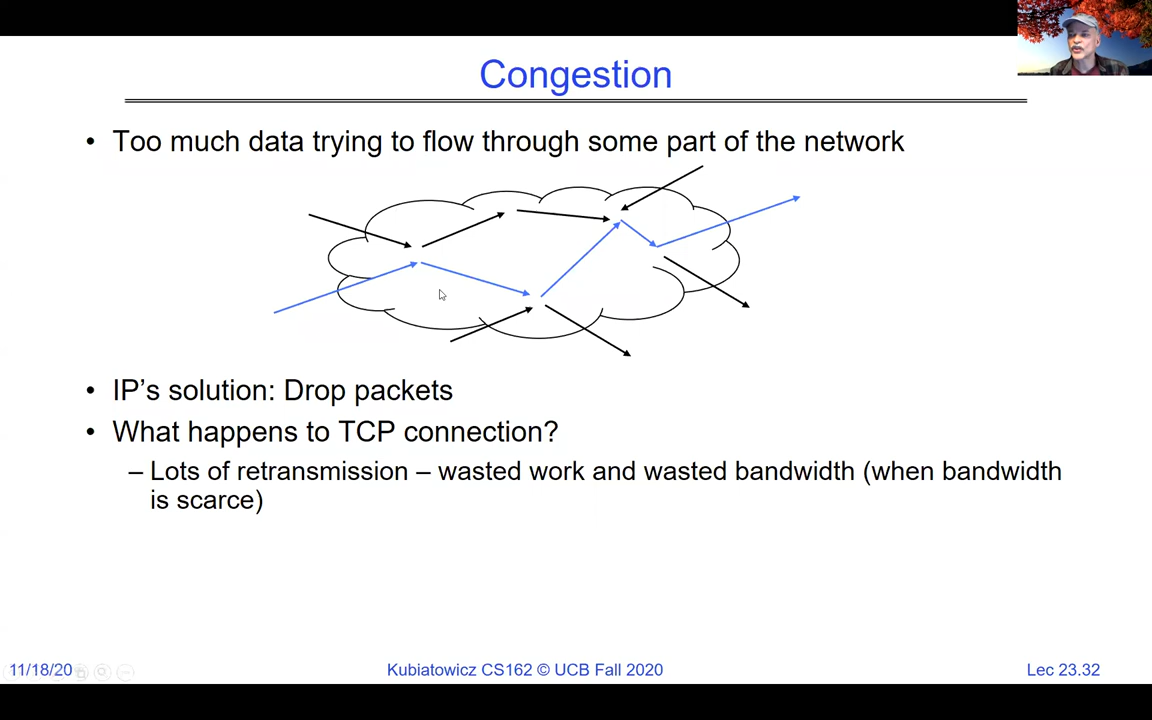 Congestion
• Too much data trying to flow through some part of the network
• IP’s solution: Drop packets
• What happens to TCP connection?
– Lots of retransmission – wasted work and wasted bandwidth (when bandwidth
is scarce)
11/18/20
Kubiatowicz CS162 © UCB Fall 2020
Lec 23.32